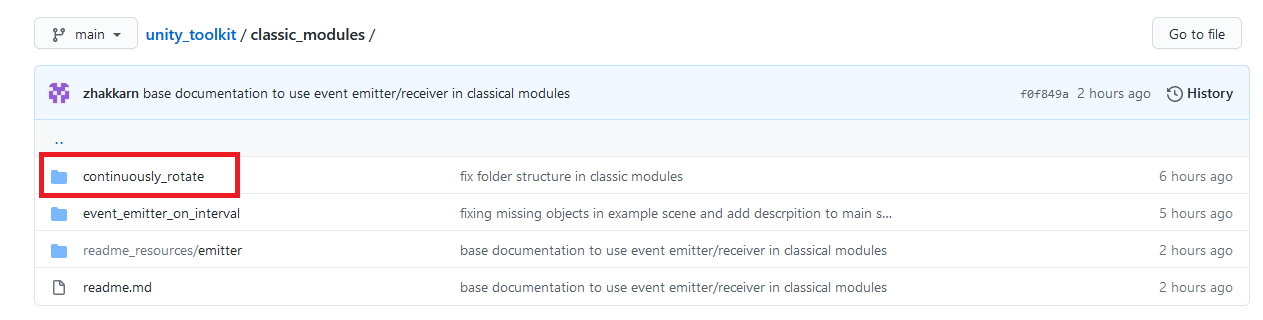 main unity_toolkit / classic_modules / Go to file
zhakkarn base documentation to use event emitter/receiver in classical modules f0f849a 2 hours ago History
..
continuously_rotate fix folder structure in classic modules 6 hours ago
event_emitter_on_interval fixing missing objects in example scene and add descrpition to main s... 5 hours ago
readme_resources/emitter base documentation to use event emitter/receiver in classical modules 2 hours ago
readme.md base documentation to use event emitter/receiver in classical modules 2 hours ago